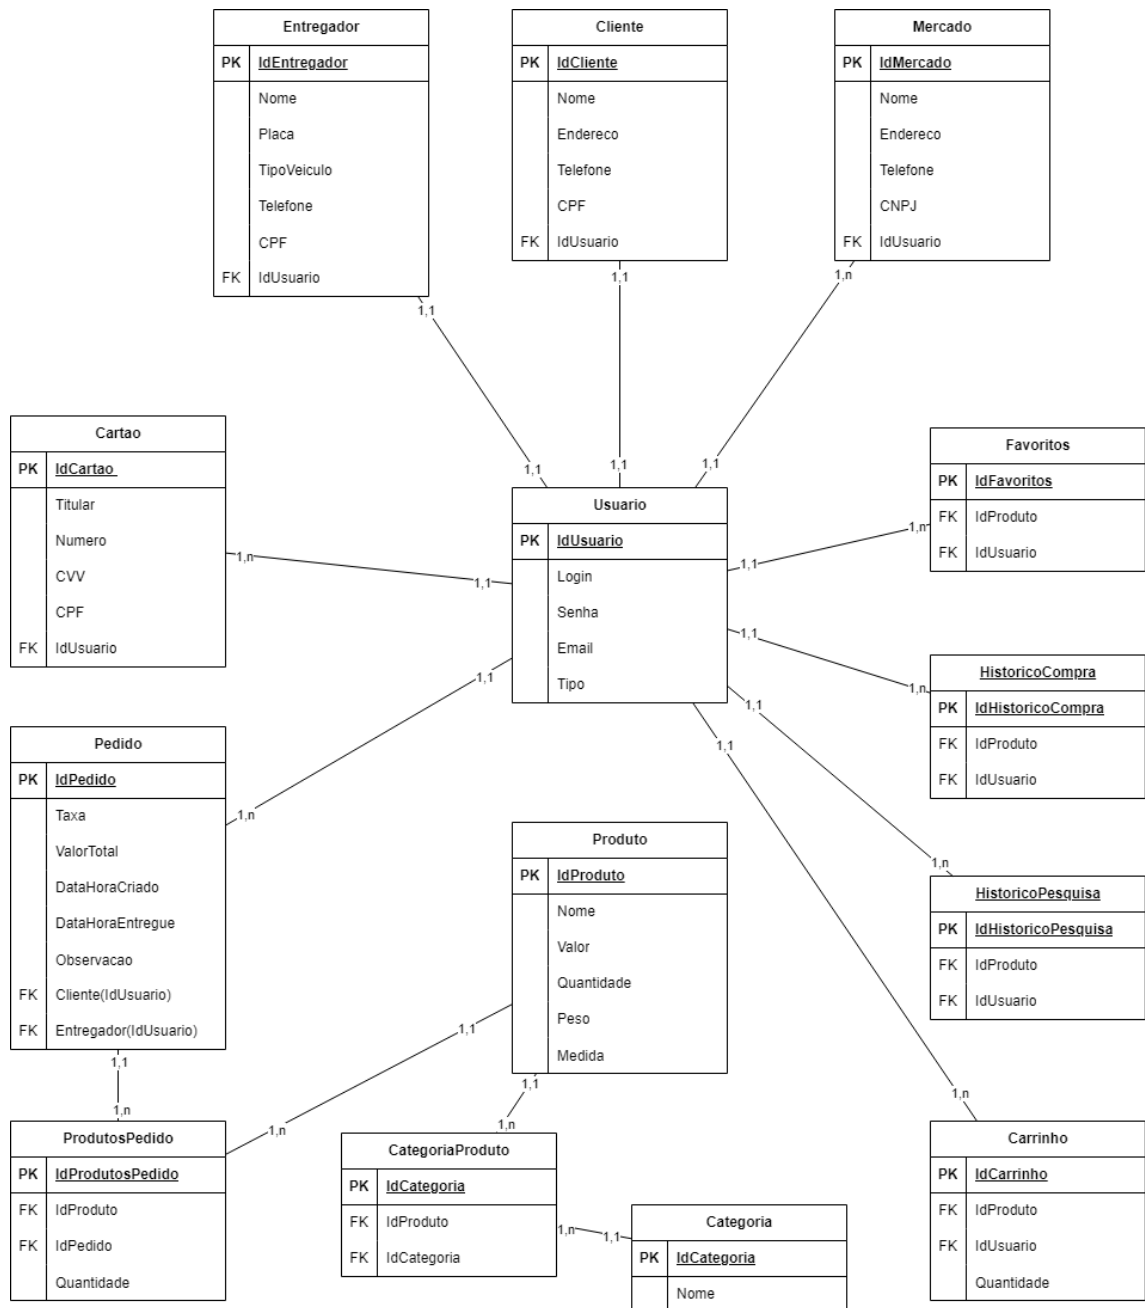 Entregador
PK IdEntregador
Nome
Placa
TipoVeiculo
Telefone
CPF
FK IdUsuario
1,1
1,1
Cliente
PK IdCliente
Nome
Endereco
Telefone
CPF
FK IdUsuario
1,1
1,1
Mercado
PK IdMercado
Nome
Endereco
Telefone
CNPJ
FK IdUsuario
1,n
1,1
Cartao
PK IdCartao
Titular
Numero
CVV
CPF
FK IdUsuario
1,n
1,1
Usuario
PK IdUsuario
Login
Senha
Email
Tipo
Favoritos
PK IdFavoritos
FK IdProduto
FK IdUsuario
1,n
1,1
HistoricoCompra
PK IdHistoricoCompra
FK IdProduto
FK IdUsuario
1,1
1,n
Pedido
PK IdPedido
Taxa
ValorTotal
DataHoraCriado
DataHoraEntregue
Observacao
FK Cliente(IdUsuario)
FK Entregador(IdUsuario)
1,1
1,n
1,1
1,n
Produto
PK IdProduto
Nome
Valor
Quantidade
Peso
Medida
1,1
1,n
1,1
1,n
HistoricoPesquisa
PK IdHistoricoPesquisa
FK IdProduto
FK IdUsuario
1,1
1,n
ProdutosPedido
PK IdProdutosPedido
FK IdProduto
FK IdPedido
Quantidade
CategoriaProduto
PK IdCategoria
FK IdProduto
FK IdCategoria
1,n
1,1
Categoria
PK IdCategoria
Nome
Carrinho
PK IdCarrinho
FK IdProduto
FK IdUsuario
Quantidade
1,1
1,n